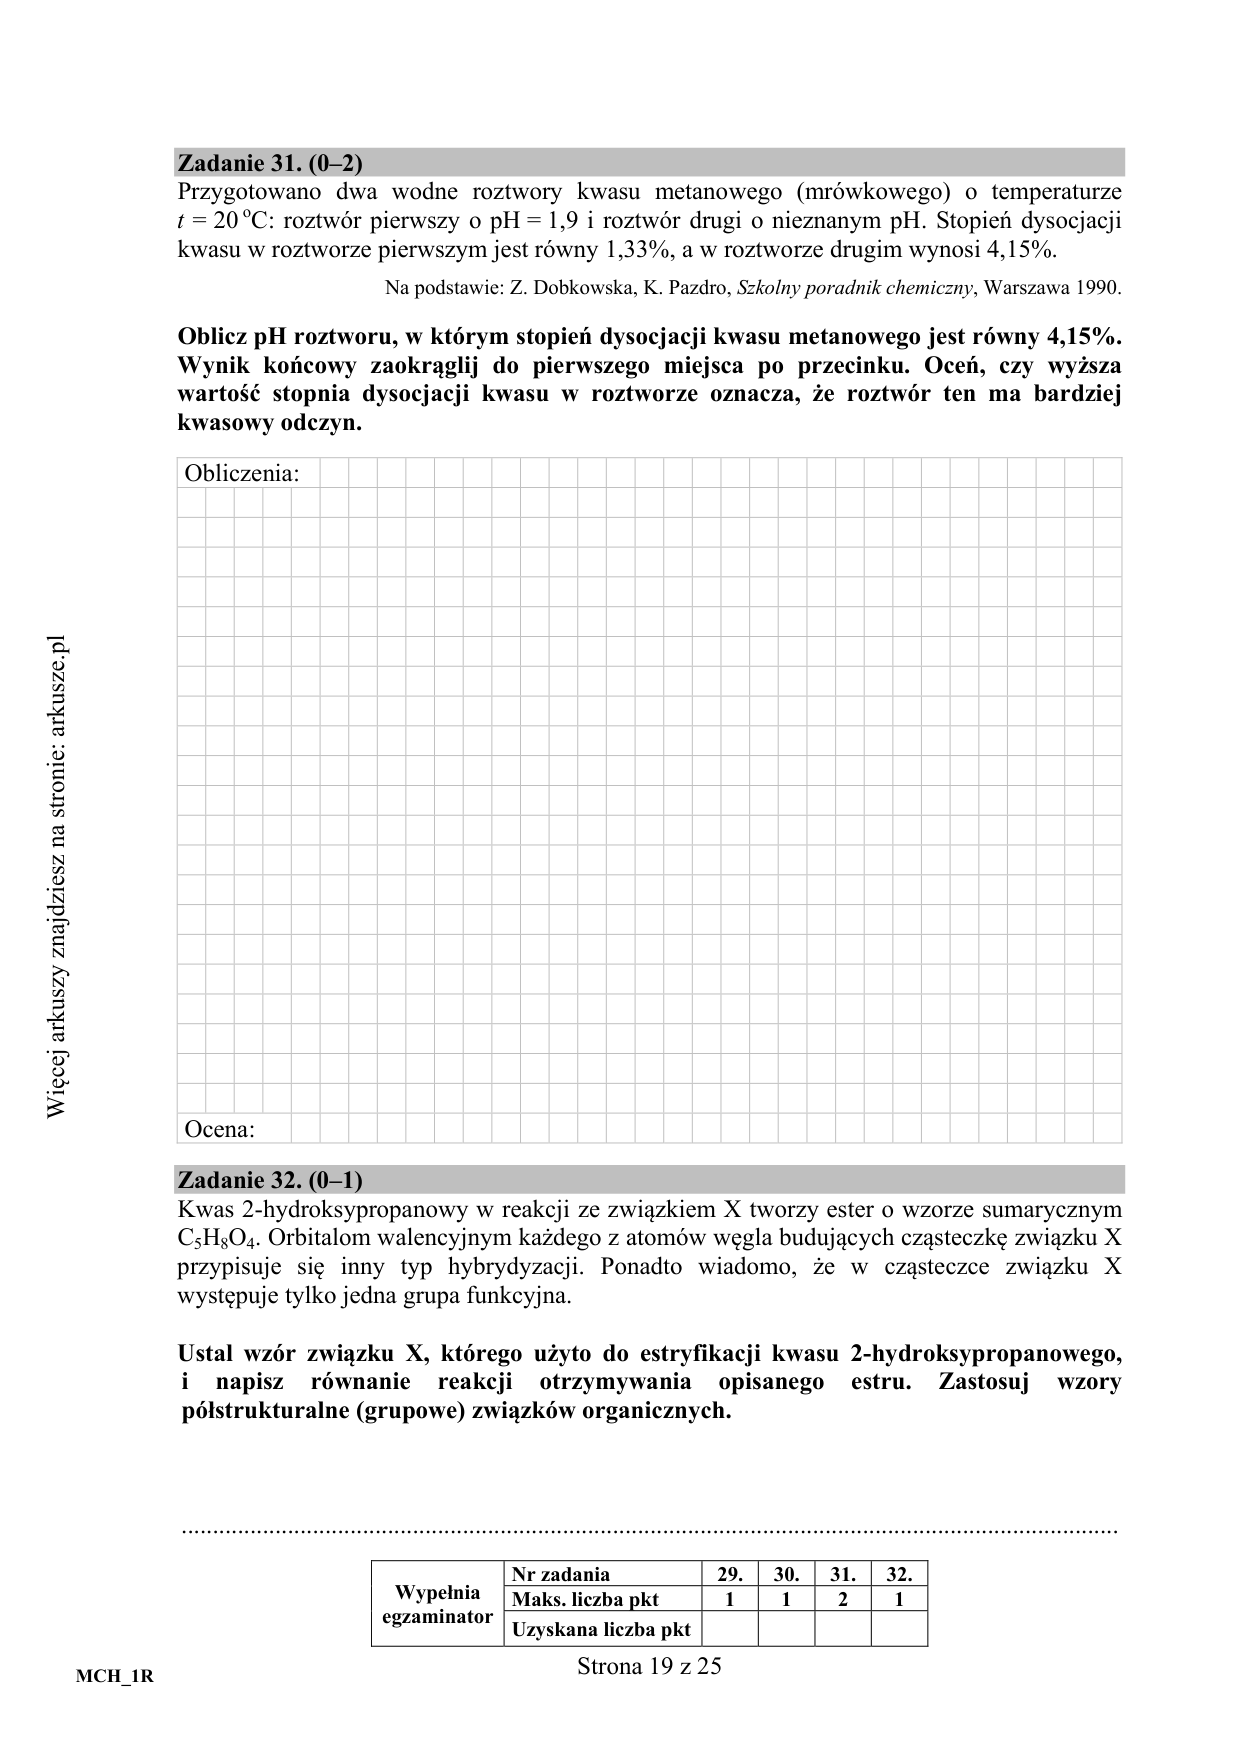 Zadanie 31. (0–2)
Przygotowano dwa wodne roztwory kwasu metanowego (mrówkowego) o temperaturze
t = 20 °C: roztwór pierwszy o pH = 1,9 i roztwór drugi o nieznanym pH. Stopień dysocjacji
kwasu w roztworze pierwszym jest równy 1,33%, a w roztworze drugim wynosi 4,15%.
Na podstawie: Z. Dobkowska, K. Pazdro, Szkolny poradnik chemiczny, Warszawa 1990.
Oblicz pH roztworu, w którym stopień dysocjacji kwasu metanowego jest równy 4,15%.
Wynik końcowy zaokrąglij do pierwszego miejsca po przecinku. Oceń, czy wyższa
wartość stopnia dysocjacji kwasu w roztworze oznacza, że roztwór ten ma bardziej
kwasowy odczyn.
Obliczenia:
Ocena:
Więcej arkuszy znajdziesz na stronie: arkusze.pl
Zadanie 32. (0–1)
Kwas 2-hydroksypropanowy w reakcji ze związkiem X tworzy ester o wzorze sumarycznym
C₅H₈O₄. Orbitalom walencyjnym każdego z atomów węgla budujących cząsteczkę związku X
przypisuje się inny typ hybrydyzacji. Ponadto wiadomo, że w cząsteczce związku X
występuje tylko jedna grupa funkcyjna.
Ustal wzór związku X, którego użyto do estryfikacji kwasu 2-hydroksypropanowego,
i napisz równanie reakcji otrzymywania opisanego estru. Zastosuj wzory
półstrukturalne (grupowe) związków organicznych.
Wypełnia
egzaminator
Nr zadania 29. 30. 31. 32.
Maks. liczba pkt 1 1 2 1
Uzyskana liczba pkt
MCH_1R
Strona 19 z 25